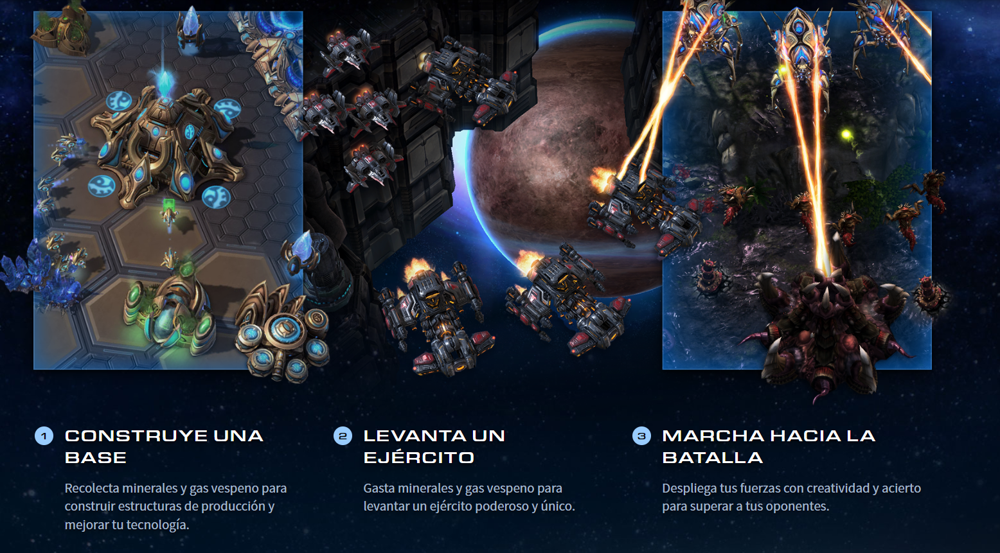 1 CONSTRUYE UNA
BASE
Recolecta minerales y gas vespeno para
construir estructuras de producción y
mejorar tu tecnología.
2 LEVANTA UN
EJÉRCITO
Gasta minerales y gas vespeno para
levantar un ejército poderoso y único.
3 MARCHA HACIA LA
BATALLA
Despliega tus fuerzas con creatividad y acierto
para superar a tus oponentes.